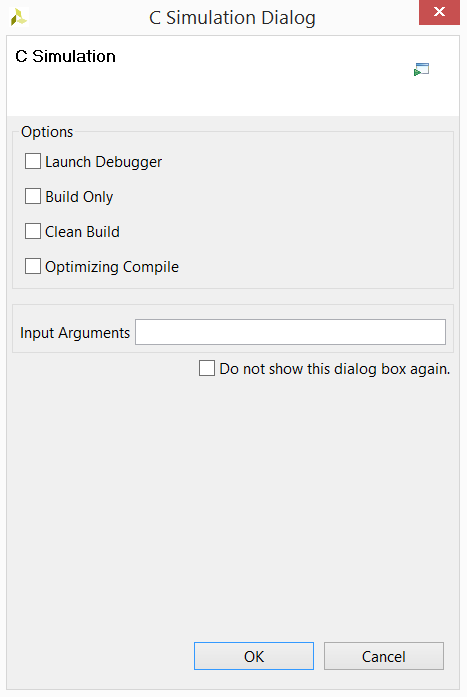 C Simulation Dialog
C Simulation
Options
Launch Debugger
Build Only
Clean Build
Optimizing Compile
Input Arguments
Do not show this dialog box again.
OK
Cancel